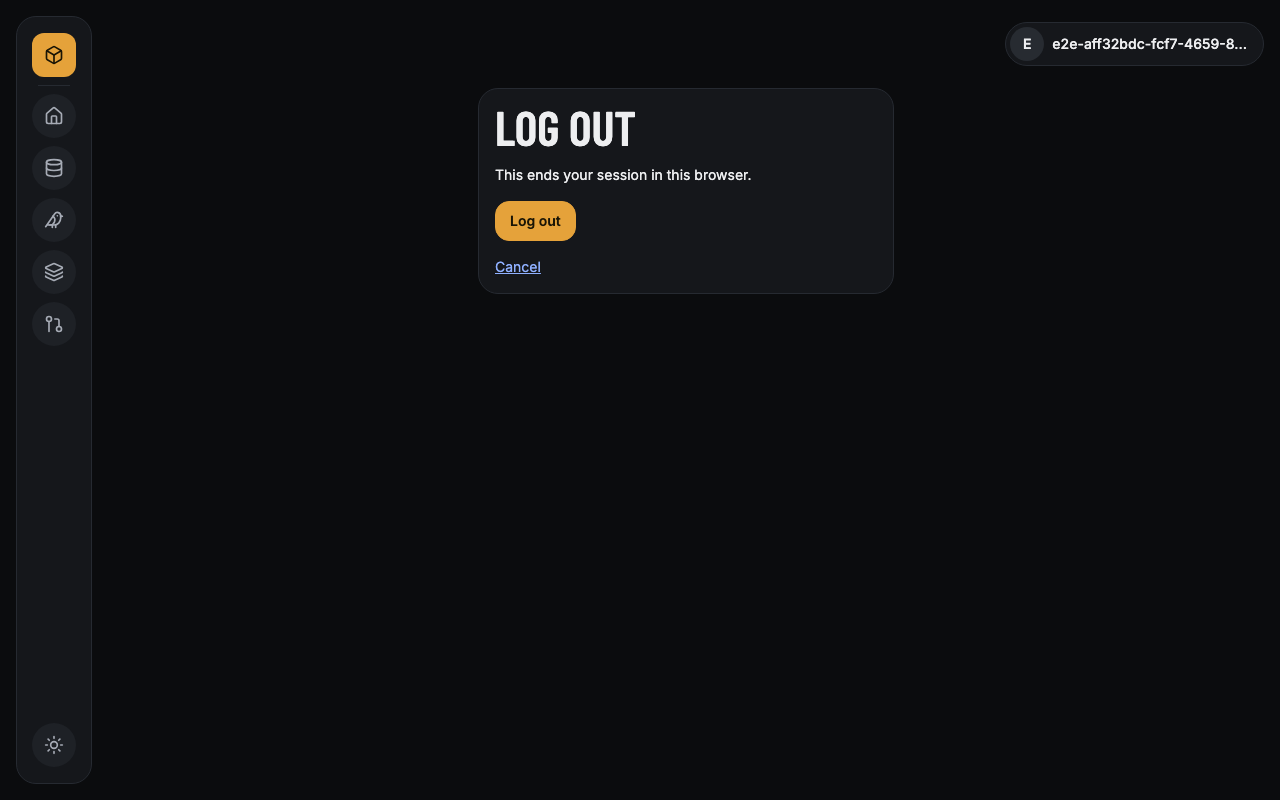 E e2e-aff32bdc-fcf7-4659-8...
LOG OUT
This ends your session in this browser.
Log out
Cancel